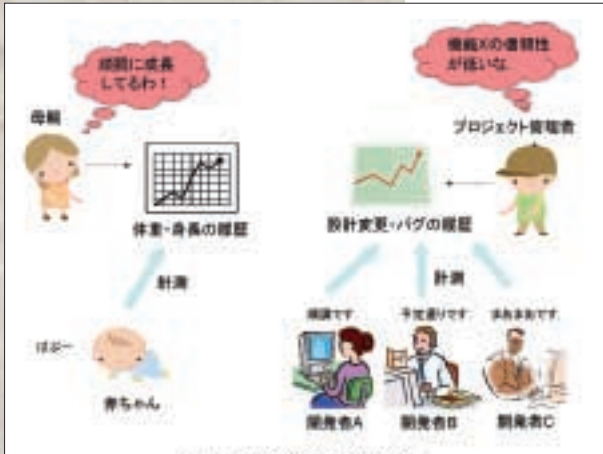 順調に成長
してるわ！
母親
体重・身長の履歴
計測
ばぶー
赤ちゃん
機能Xの信頼性
が低いな
プロジェクト管理者
設計変更・バグの履歴
計測
順調です
予定通りです
まあまあです
開発者A
開発者B
開発者C